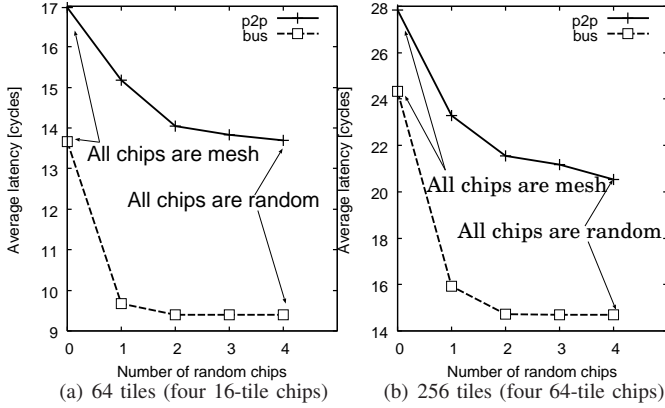 17
16
15
14
13
12
11
10
9
0
1
2
3
4
Average latency [cycles]
Number of random chips
p2p
bus
All chips are mesh
All chips are random
(a) 64 tiles (four 16-tile chips)
28
26
24
22
20
18
16
14
0
1
2
3
4
Average latency [cycles]
Number of random chips
p2p
bus
All chips are mesh
All chips are random
(b) 256 tiles (four 64-tile chips)